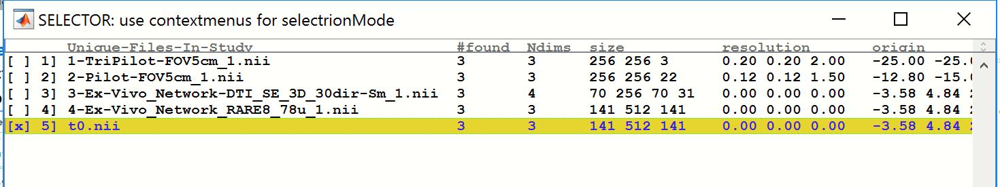 SELECTOR: use contextmenus for selectrionMode
Unique-Files-In-Study #found Ndims size resolution origin
[ ] 1] 1-TriPilot-FOV5cm_1.nii 3 3 256 256 3 0.20 0.20 2.00 -25.00 -25.0
[ ] 2] 2-Pilot-FOV5cm_1.nii 3 3 256 256 22 0.12 0.12 1.50 -12.80 -15.0
[ ] 3] 3-Ex-Vivo_Network-DTI_SE_3D_30dir-Sm_1.nii 3 4 70 256 70 31 0.00 0.00 0.00 -3.58 4.84
[ ] 4] 4-Ex-Vivo_Network_RARE8_78u_1.nii 3 3 141 512 141 0.00 0.00 0.00 -3.58 4.84
[x] 5] t0.nii 3 3 141 512 141 0.00 0.00 0.00 -3.58 4.84